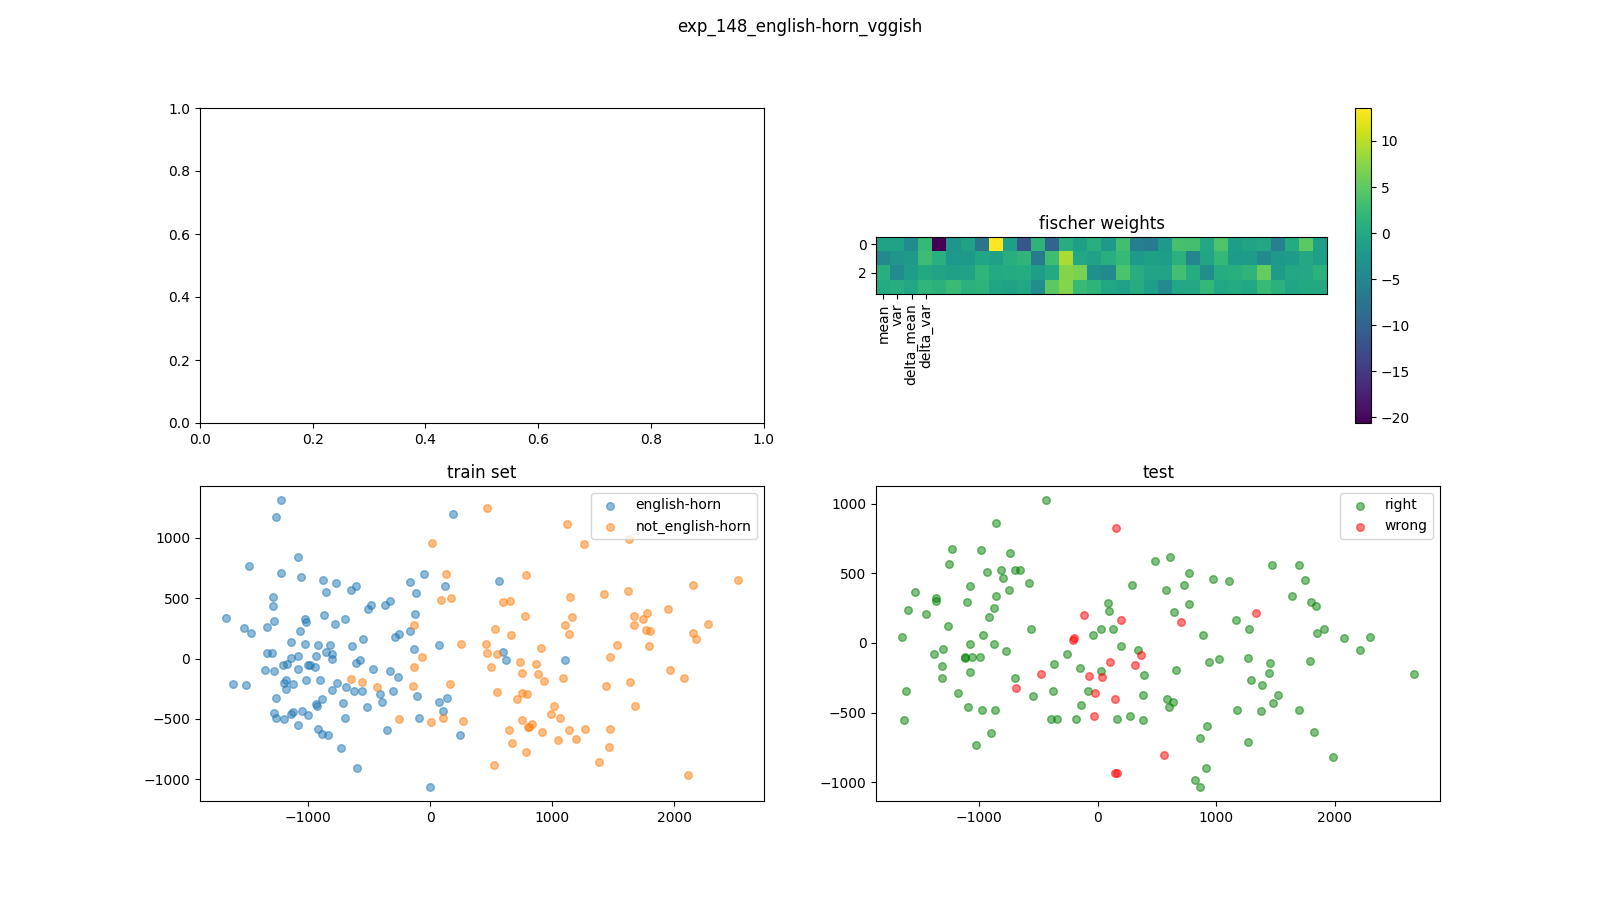 exp_148_english-horn_vggish
1.0
0.8
0.6
0.4
0.2
0.0
0.0 0.2 0.4 0.6 0.8 1.0
fischer weights
0
2
mean
var
delta_mean
delta_var
10
5
0
−5
−10
−15
−20
train set
english-horn
not_english-horn
1000
500
0
−500
−1000
−1000 0 1000 2000
test
right
wrong
1000
500
0
−500
−1000
−1000 0 1000 2000